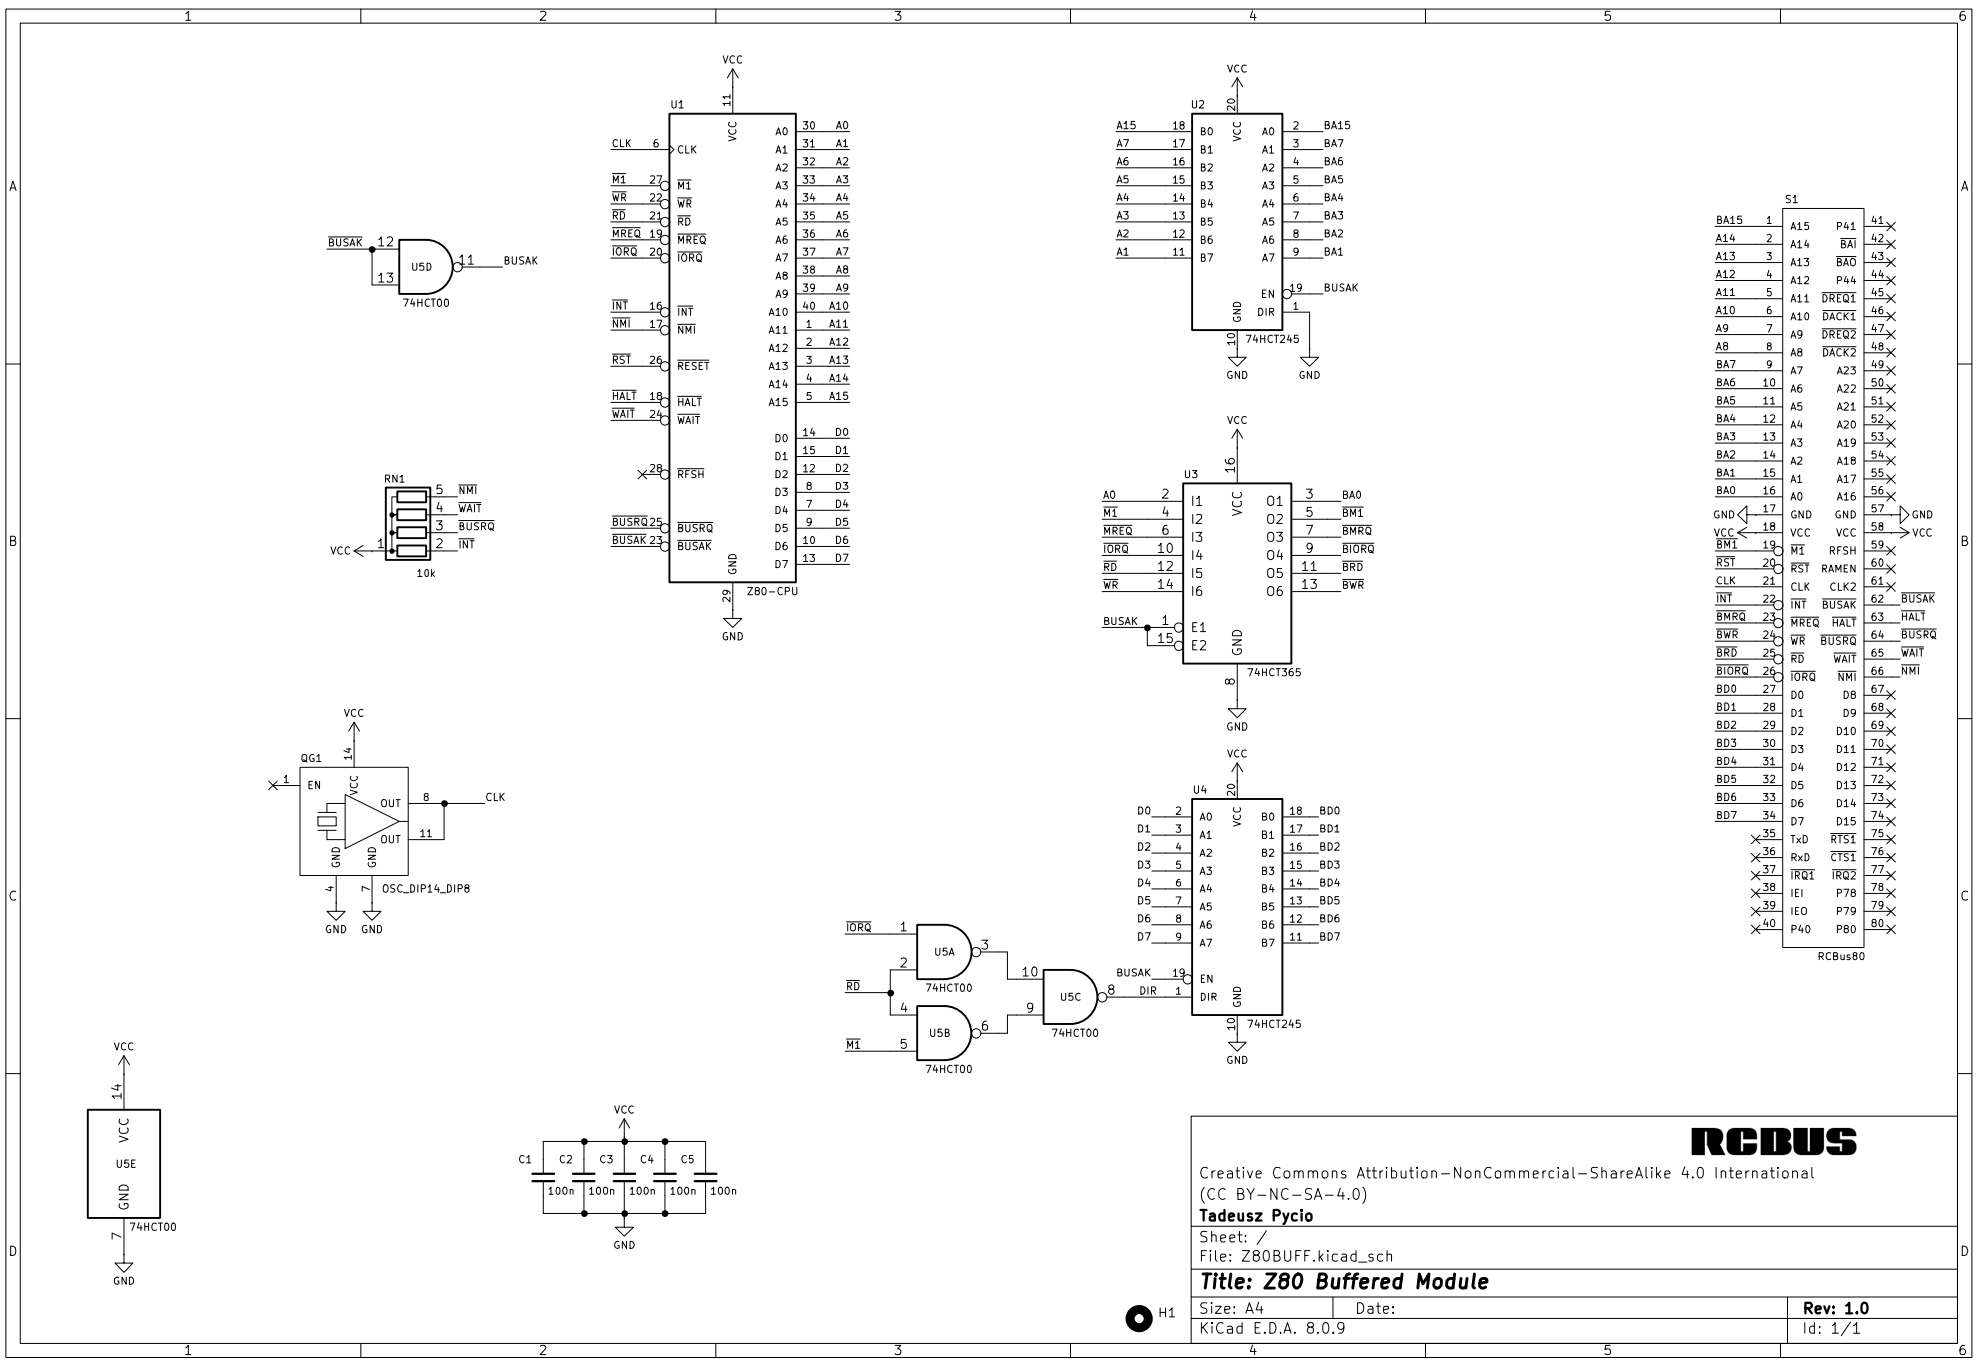 1 2 3 4 5 6
A
B
C
D
VCC
11
U1
VCC
CLK 6 CLK
M1 27 M1
WR 22 WR
RD 21 RD
MREQ 19 MREQ
IORQ 20 IORQ
INT 16 INT
NMI 17 NMI
RST 26 RESET
HALT 18 HALT
WAIT 24 WAIT
28 RFSH
BUSRQ 25 BUSRQ
BUSAK 23 BUSAK
A0 30 A0
A1 31 A1
A2 32 A2
A3 33 A3
A4 34 A4
A5 35 A5
A6 36 A6
A7 37 A7
A8 38 A8
A9 39 A9
A10 40 A10
A11 1 A11
A12 2 A12
A13 3 A13
A14 4 A14
A15 5 A15
D0 14 D0
D1 15 D1
D2 12 D2
D3 8 D3
D4 7 D4
D5 9 D5
D6 10 D6
D7 13 D7
GND
29
Z80-CPU
GND
BUSAK 12
13
U5D
11 BUSAK
74HCT00
RN1
5 NMI
4 WAIT
3 BUSRQ
VCC 1 2 INT
10k
VCC
14
QG1
1 EN
VCC
OUT 8 CLK
OUT 11
GND GND
4 7
OSC_DIP14_DIP8
GND GND
VCC
14
VCC
U5E
GND
74HCT00
7
GND
VCC
C1 C2 C3 C4 C5
100n 100n 100n 100n 100n
GND
VCC
20
U2
VCC
A15 18 B0 A0 2 BA15
A7 17 B1 A1 3 BA7
A6 16 B2 A2 4 BA6
A5 15 B3 A3 5 BA5
A4 14 B4 A4 6 BA4
A3 13 B5 A5 7 BA3
A2 12 B6 A6 8 BA2
A1 11 B7 A7 9 BA1
EN 19 BUSAK
DIR 1
GND
10
74HCT245
GND GND
VCC
16
U3
VCC
A0 2 I1 O1 3 BA0
M1 4 I2 O2 5 BM1
MREQ 6 I3 O3 7 BMRQ
IORQ 10 I4 O4 9 BIORQ
RD 12 I5 O5 11 BRD
WR 14 I6 O6 13 BWR
BUSAK 1 E1
15 E2
GND
8
74HCT365
GND
VCC
20
U4
VCC
D0 2 A0 B0 18 BD0
D1 3 A1 B1 17 BD1
D2 4 A2 B2 16 BD2
D3 5 A3 B3 15 BD3
D4 6 A4 B4 14 BD4
D5 7 A5 B5 13 BD5
D6 8 A6 B6 12 BD6
D7 9 A7 B7 11 BD7
BUSAK 19 EN
DIR 1 DIR
GND
10
74HCT245
GND
IORQ 1
2
U5A
3
74HCT00
RD
4
M1 5
U5B
6
74HCT00
10
9
U5C
8
74HCT00
S1
BA15 1 A15 P41 41
A14 2 A14 BAI 42
A13 3 A13 BAO 43
A12 4 A12 P44 44
A11 5 A11 DREQ1 45
A10 6 A10 DACK1 46
A9 7 A9 DREQ2 47
A8 8 A8 DACK2 48
BA7 9 A7 A23 49
BA6 10 A6 A22 50
BA5 11 A5 A21 51
BA4 12 A4 A20 52
BA3 13 A3 A19 53
BA2 14 A2 A18 54
BA1 15 A1 A17 55
BA0 16 A0 A16 56
GND 17 GND GND 57 GND
VCC 18 VCC VCC 58 VCC
BM1 19 M1 RFSH 59
RST 20 RST RAMEN 60
CLK 21 CLK CLK2 61
INT 22 INT BUSAK 62 BUSAK
BMRQ 23 MREQ HALT 63 HALT
BWR 24 WR BUSRQ 64 BUSRQ
BRD 25 RD WAIT 65 WAIT
BIORQ 26 IORQ NMI 66 NMI
BD0 27 D0 D8 67
BD1 28 D1 D9 68
BD2 29 D2 D10 69
BD3 30 D3 D11 70
BD4 31 D4 D12 71
BD5 32 D5 D13 72
BD6 33 D6 D14 73
BD7 34 D7 D15 74
35 TxD RTS1 75
36 RxD CTS1 76
37 IRQ1 IRQ2 77
38 IEI P78 78
39 IEO P79 79
40 P40 P80 80
RCBus80
A
B
C
D
RCBUS
Creative Commons Attribution-NonCommercial-ShareAlike 4.0 International
(CC BY-NC-SA-4.0)
Tadeusz Pycio
Sheet: /
File: Z80BUFF.kicad_sch
Title: Z80 Buffered Module
Size: A4 Date: Rev: 1.0
KiCad E.D.A. 8.0.9 Id: 1/1
H1
1 2 3 4 5 6